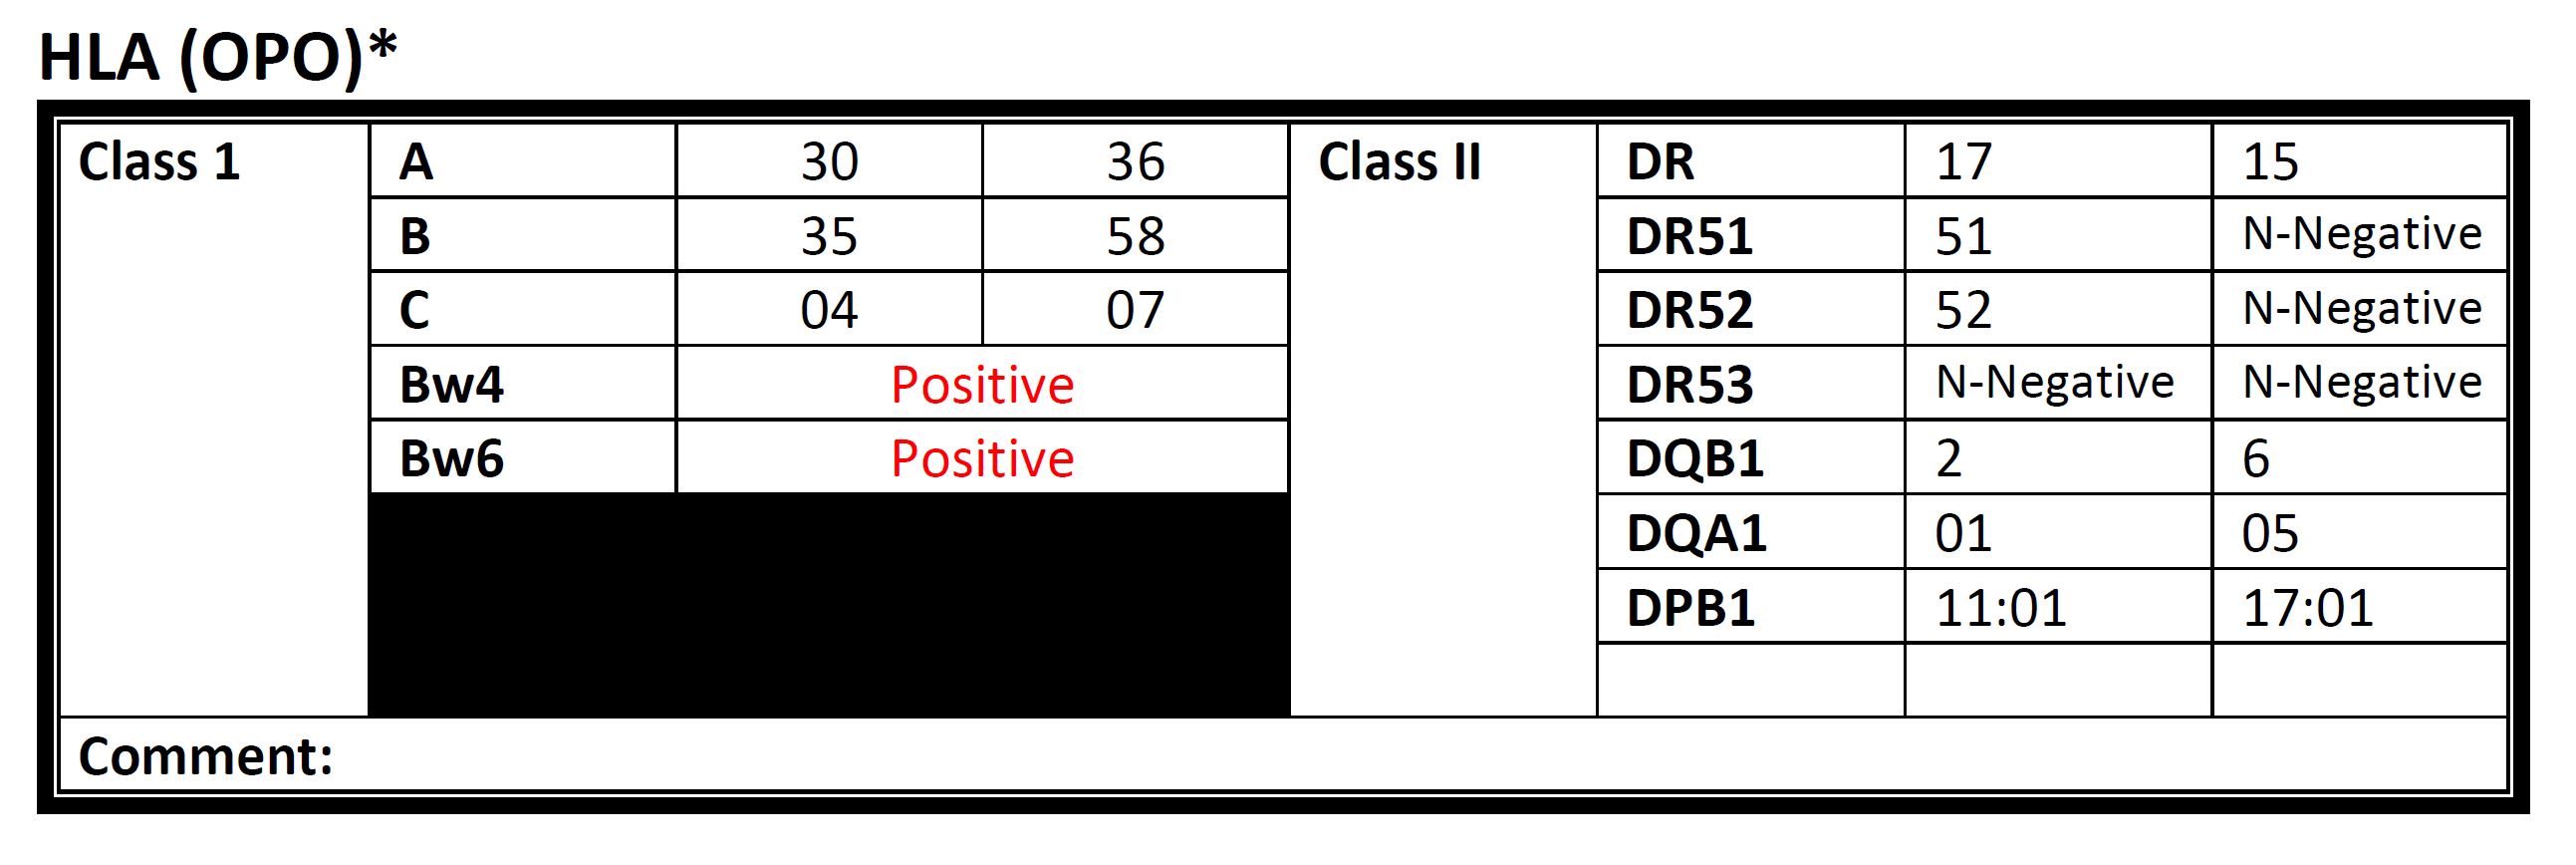 HLA (OPO)*
Class 1 A 30 36 Class II DR 17 15
B 35 58 DR51 51 N-Negative
C 04 07 DR52 52 N-Negative
Bw4 Positive DR53 N-Negative N-Negative
Bw6 Positive DQB1 2 6
DQA1 01 05
DPB1 11:01 17:01
Comment: